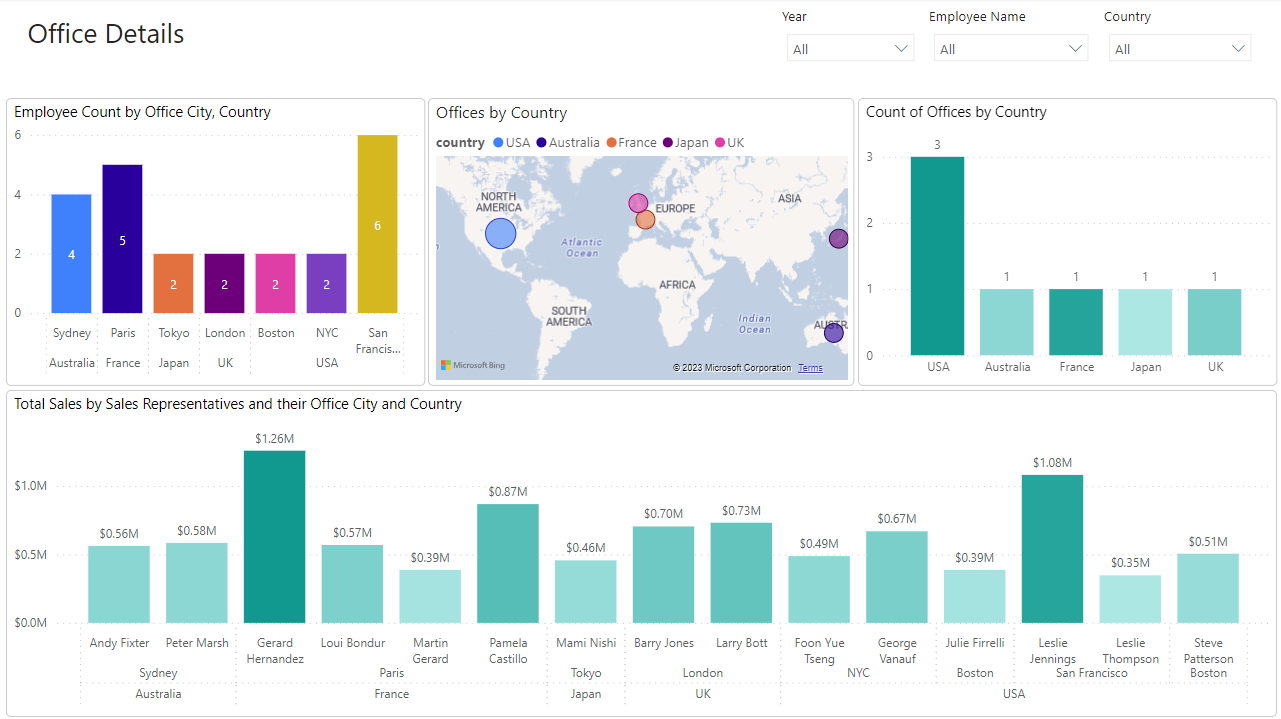 Office Details
Year
Employee Name
Country
All
All
All
Employee Count by Office City, Country
6
4
2
0
4
5
2
2
2
2
6
Sydney
Paris
Tokyo
London
Boston
NYC
San
Francis...
Australia
France
Japan
UK
USA
Offices by Country
country USA Australia France Japan UK
NORTH
AMERICA
EUROPE
ASIA
Atlantic
Ocean
AFRICA
SOUTH
AMERICA
Indian
Ocean
AUSTR
Microsoft Bing
© 2023 Microsoft Corporation Terms
Count of Offices by Country
3
2
1
0
3
1
1
1
1
USA
Australia
France
Japan
UK
Total Sales by Sales Representatives and their Office City and Country
$1.0M
$0.5M
$0.0M
$0.56M
$0.58M
$1.26M
$0.57M
$0.39M
$0.87M
$0.46M
$0.70M
$0.73M
$0.49M
$0.67M
$0.39M
$1.08M
$0.35M
$0.51M
Andy Fixter
Peter Marsh
Gerard
Hernandez
Loui Bondur
Martin
Gerard
Pamela
Castillo
Mami Nishi
Barry Jones
Larry Bott
Foon Yue
Tseng
George
Vanauf
Julie Firrelli
Leslie
Jennings
Leslie
Thompson
Steve
Patterson
Sydney
Paris
Tokyo
London
NYC
Boston
San Francisco
Boston
Australia
France
Japan
UK
USA